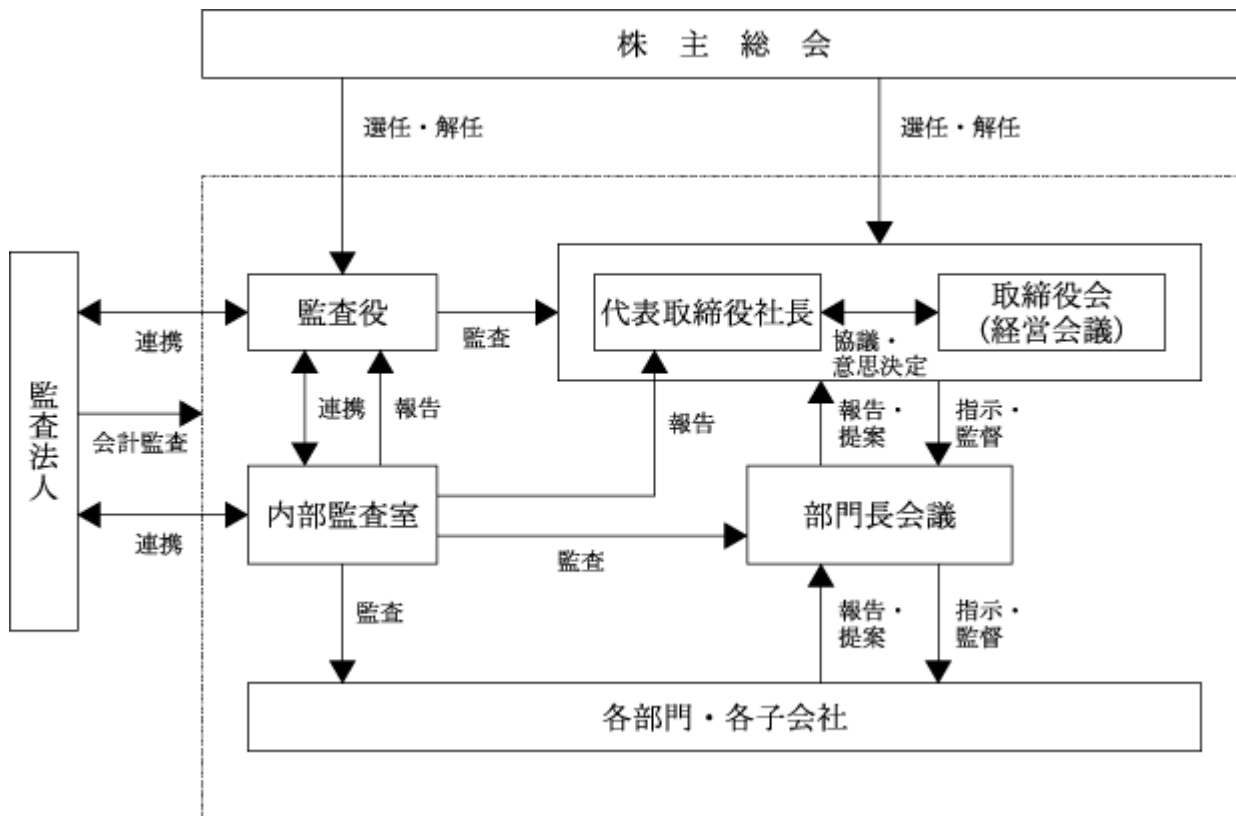 株 主 総 会
選任・解任
選任・解任
監査役
監査
代表取締役社長
取締役会
(経営会議)
協議・
意思決定
連携
監査法人
会計監査
連携
報告
報告
報告・
提案
指示・
監督
内部監査室
部門長会議
連携
監査
監査
報告・
提案
指示・
監督
各部門・各子会社